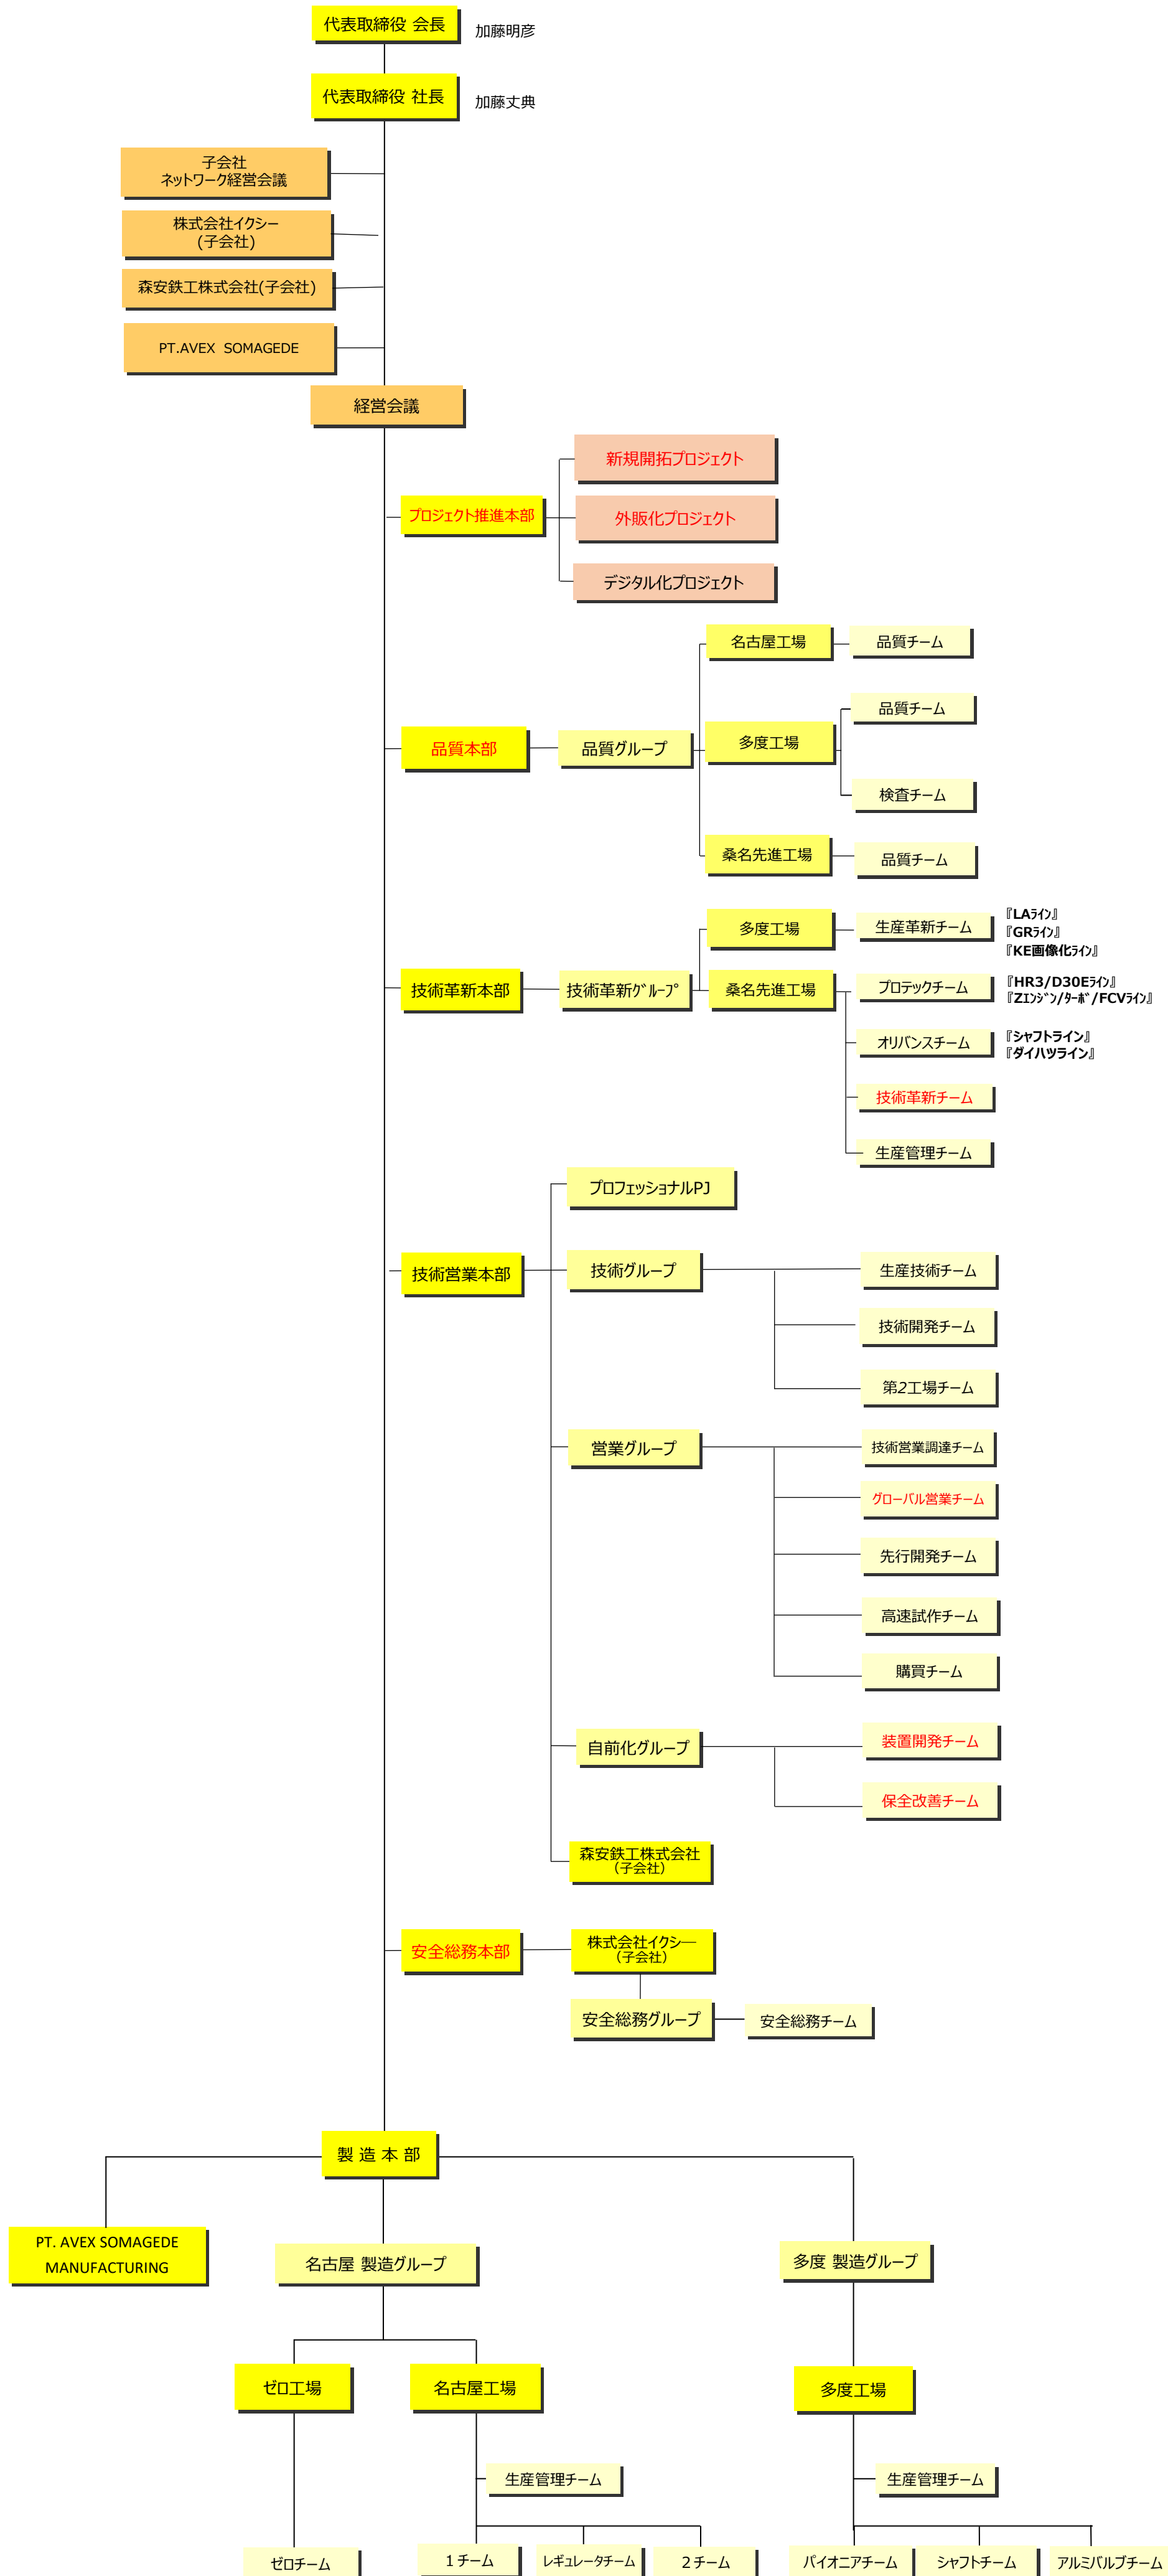 代表取締役 会長
加藤明彦
代表取締役 社長
加藤丈典
子会社
ネットワーク経営会議
株式会社イクシー
(子会社)
森安鉄工株式会社(子会社)
PT.AVEX SOMAGEDE
経営会議
新規開拓プロジェクト
プロジェクト推進本部
外販化プロジェクト
デジタル化プロジェクト
名古屋工場
品質チーム
品質チーム
品質本部
品質グループ
多度工場
検査チーム
桑名先進工場
品質チーム
多度工場
生産革新チーム
『LAライン』
『GRライン』
『KE画像化ライン』
技術革新本部
技術革新グループ
桑名先進工場
プロテックチーム
『HR3/D30Eライン』
『Zエンジン/ターボ/FCVライン』
オリバンスチーム
『シャフトライン』
『ダイハツライン』
技術革新チーム
生産管理チーム
プロフェッショナルPJ
技術営業本部
技術グループ
生産技術チーム
技術開発チーム
第2工場チーム
営業グループ
技術営業調達チーム
グローバル営業チーム
先行開発チーム
高速試作チーム
購買チーム
自前化グループ
装置開発チーム
保全改善チーム
森安鉄工株式会社
(子会社)
安全総務本部
株式会社イクシー
(子会社)
安全総務グループ
安全総務チーム
製 造 本 部
PT. AVEX SOMAGEDE
MANUFACTURING
名古屋 製造グループ
多度 製造グループ
ゼロ工場
名古屋工場
多度工場
生産管理チーム
生産管理チーム
ゼロチーム
1チーム
レギュレータチーム
2チーム
パイオニアチーム
シャフトチーム
アルミバルブチーム